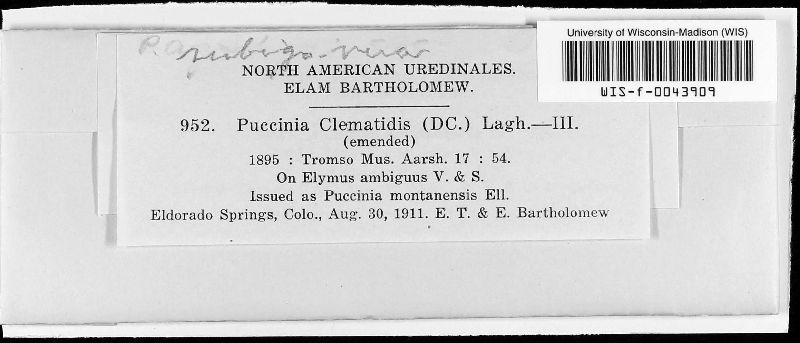 P. rubigo-vera
University of Wisconsin-Madison (WIS)
WIS-f-0043909
NORTH AMERICAN UREDINALES.
ELAM BARTHOLOMEW.
952. Puccinia Clematidis (DC.) Lagh.—III.
(emended)
1895 : Tromso Mus. Aarsh. 17 : 54.
On Elymus ambiguus V. & S.
Issued as Puccinia montanensis Ell.
Eldorado Springs, Colo., Aug. 30, 1911. E. T. & E. Bartholomew